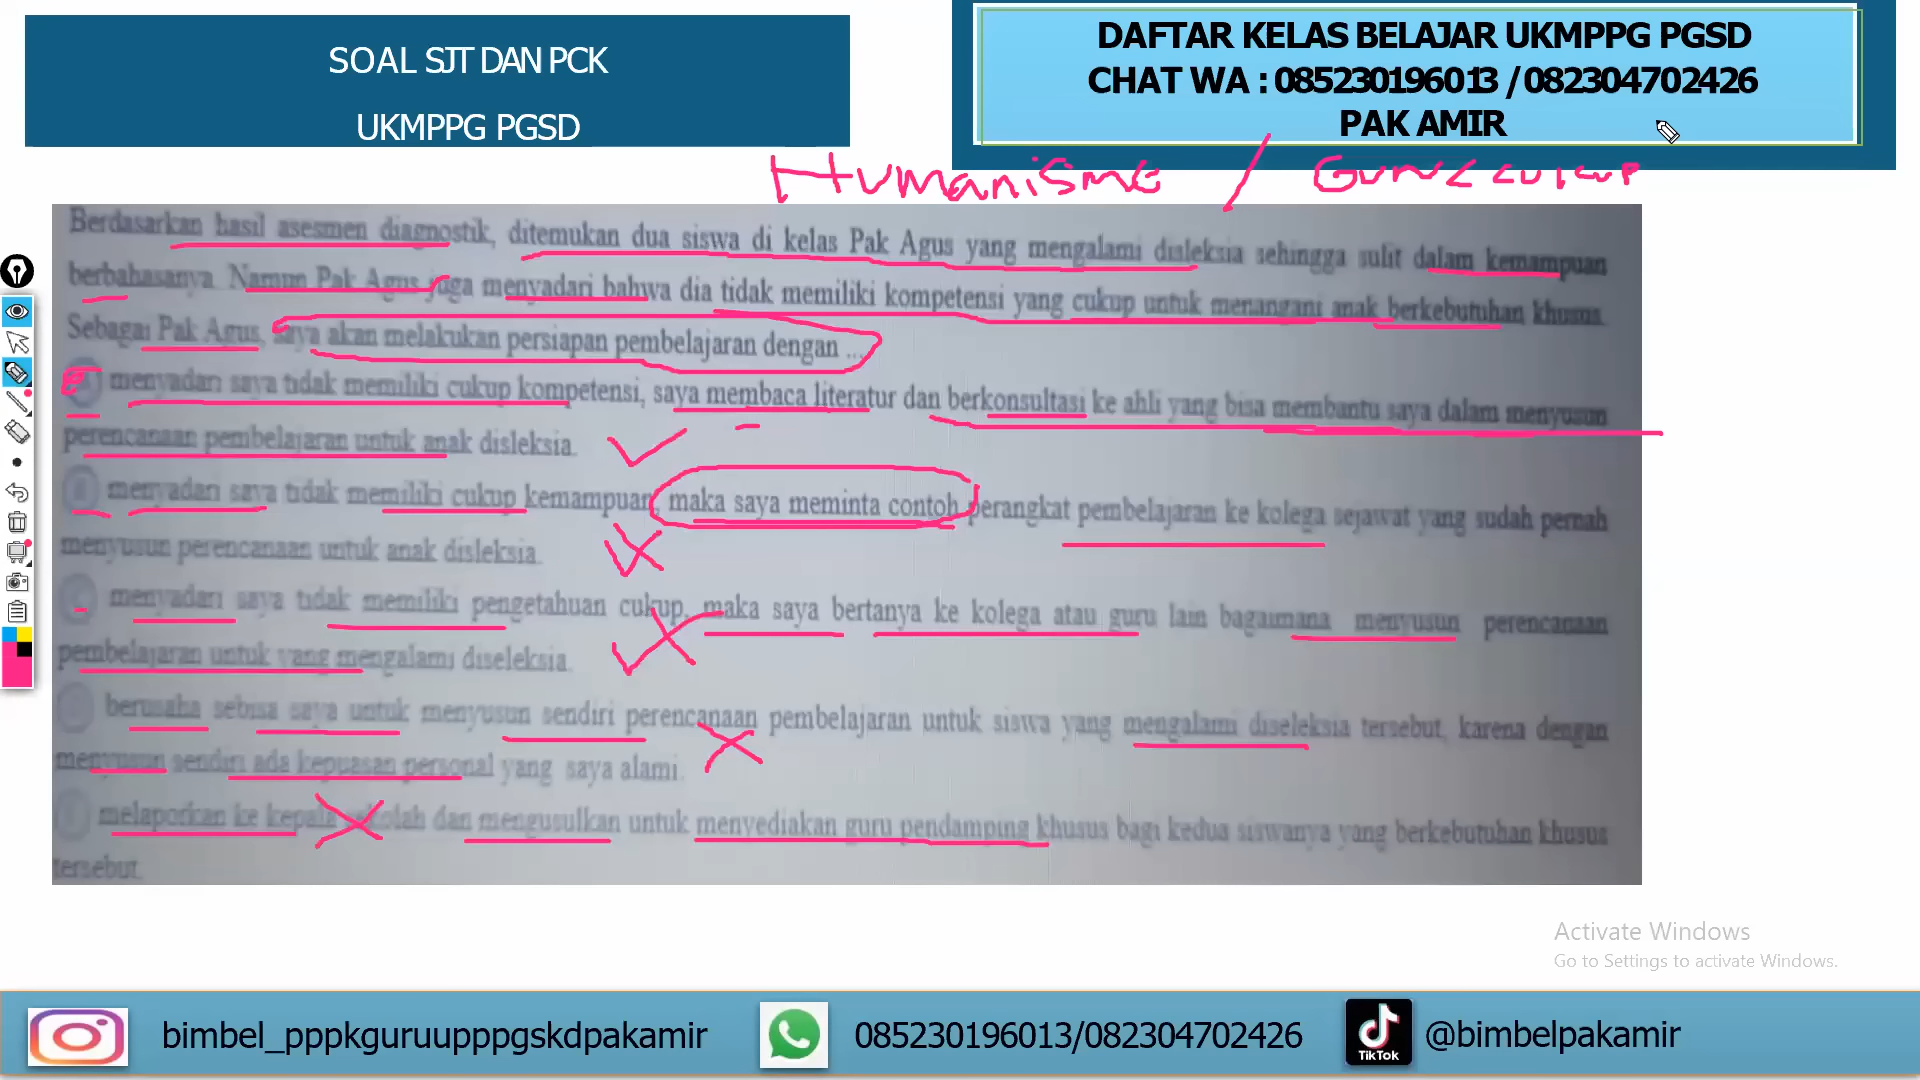 SOAL SJT DAN PCK
UKMPPG PGSD
DAFTAR KELAS BELAJAR UKMPPG PGSD
CHAT WA : 085230196013 / 082304702426
PAK AMIR
Humanisme /
Berdasarkan hasil asesmen diagnostik, ditemukan dua siswa di kelas Pak Agus yang mengalami disleksia sehingga sulit dalam kemampuan
berbahasanya. Namun Pak Agus juga menyadari bahwa dia tidak memiliki kompetensi yang cukup untuk menangani anak berkebutuhan khusus.
Sebagai Pak Agus, saya akan melakukan persiapan pembelajaran dengan ...
A menyadari saya tidak memiliki cukup kompetensi, saya membaca literatur dan berkonsultasi ke ahli yang bisa membantu saya dalam menyusun
perencanaan pembelajaran untuk anak disleksia.
B menyadari saya tidak memiliki cukup kemampuan, maka saya meminta contoh perangkat pembelajaran ke kolega sejawat yang sudah pernah
menyusun perencanaan untuk anak disleksia.
C menyadari saya tidak memiliki pengetahuan cukup, maka saya bertanya ke kolega atau guru lain bagaimana menyusun perencanaan
pembelajaran untuk yang mengalami diseleksia.
berusaha sebisa saya untuk menyusun sendiri perencanaan pembelajaran untuk siswa yang mengalami diseleksia tersebut, karena dengan
menyusun sendiri ada kepuasan personal yang saya alami.
melaporkan ke kepala sekolah dan mengusulkan untuk menyediakan guru pendamping khusus bagi kedua siswanya yang berkebutuhan khusus
tersebut.
Activate Windows
Go to Settings to activate Windows.
bimbel_pppkguruupppgskdpakamir
085230196013/082304702426
TikTok
@bimbelpakamir